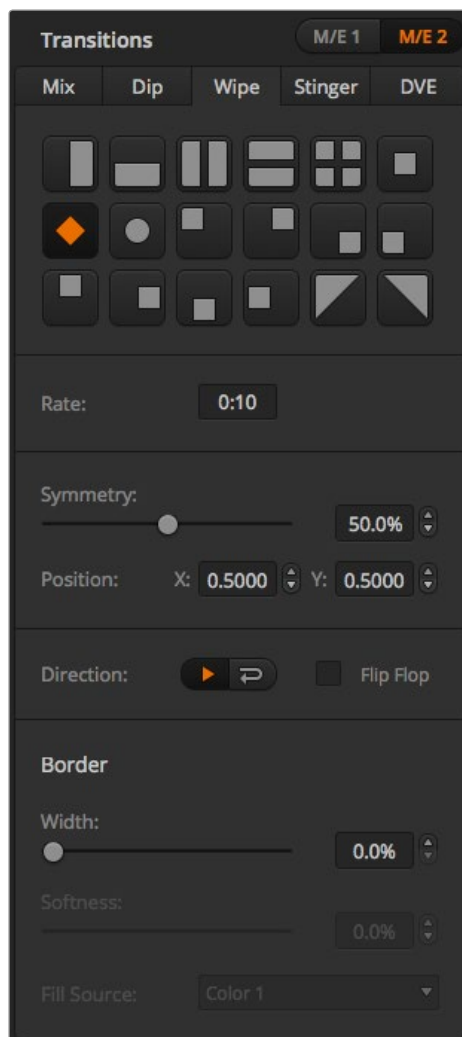 Transitions M/E 1 M/E 2
Mix Dip Wipe Stinger DVE
Rate: 0:10
Symmetry:
50.0%
Position: X: 0.5000 Y: 0.5000
Direction: Flip Flop
Border
Width:
0.0%
Softness:
0.0%
Fill Source: Color 1